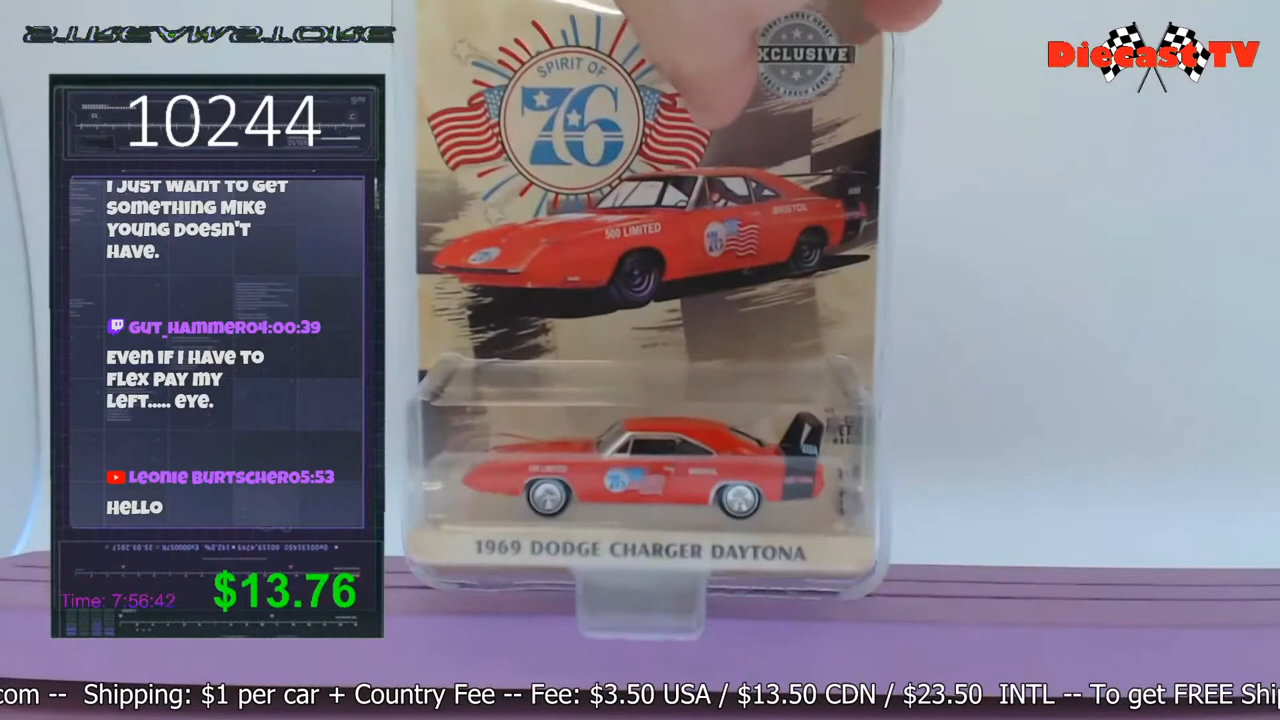 Diecast TV
10244
I just want to get
something Mike
Young doesn't
have.
Gut_Hammer04:00:39
Even if I have to
flex pay my
left..... eye.
Leonie Burtscher05:53
Hello
Time: 7:56:42
$13.76
SPIRIT OF
76
EXCLUSIVE
500 LIMITED
BRISTOL
76
1969 DODGE CHARGER DAYTONA
com -- Shipping: $1 per car + Country Fee -- Fee: $3.50 USA / $13.50 CDN / $23.50 INTL -- To get FREE Shi